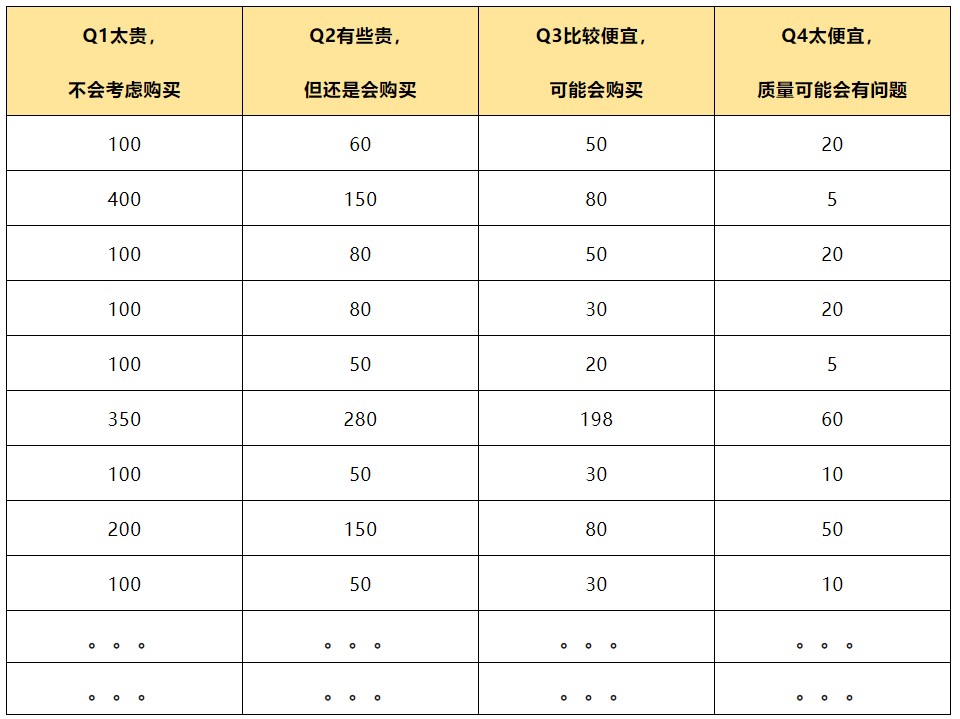 Q1太贵， Q2有些贵， Q3比较便宜， Q4太便宜，
不会考虑购买 但还是会购买 可能会购买 质量可能会有问题
100 60 50 20
400 150 80 5
100 80 50 20
100 80 30 20
100 50 20 5
350 280 198 60
100 50 30 10
200 150 80 50
100 50 30 10
。。。 。。。 。。。 。。。
。。。 。。。 。。。 。。。